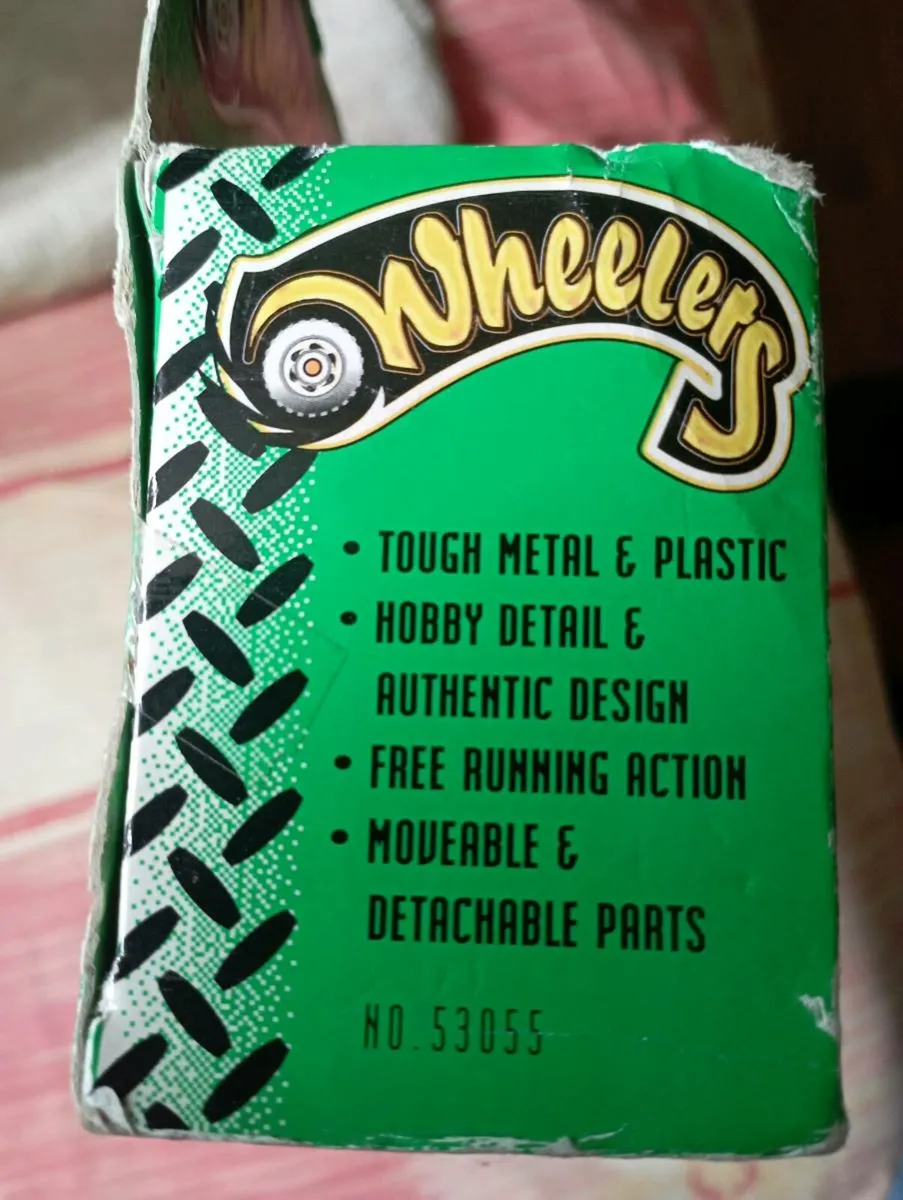 Wheelers
• TOUGH METAL & PLASTIC
• HOBBY DETAIL &
AUTHENTIC DESIGN
• FREE RUNNING ACTION
• MOVEABLE &
DETACHABLE PARTS
NO. 53055